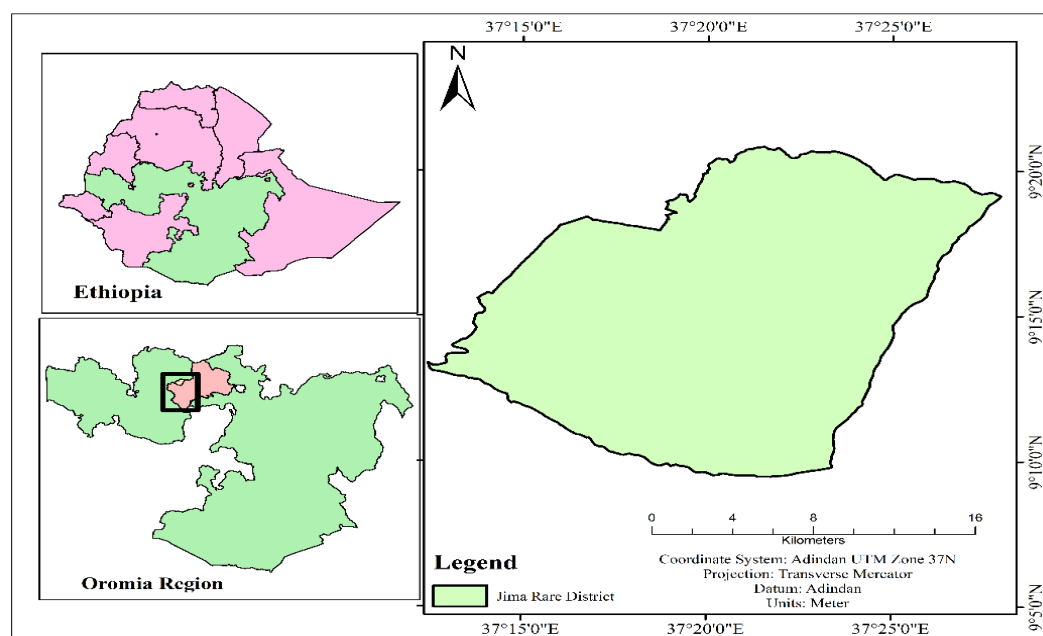 37°15'0"E 37°20'0"E 37°25'0"E
N
Ethiopia
Oromia Region
9°20'0"N
9°15'0"N
9°10'0"N
9°5'0"N
0 4 8 12 16
Kilometers
Coordinate System: Adindan UTM Zone 37N
Projection: Transverse Mercator
Datum: Adindan
Units: Meter
Legend
Jima Rare District
37°15'0"E 37°20'0"E 37°25'0"E